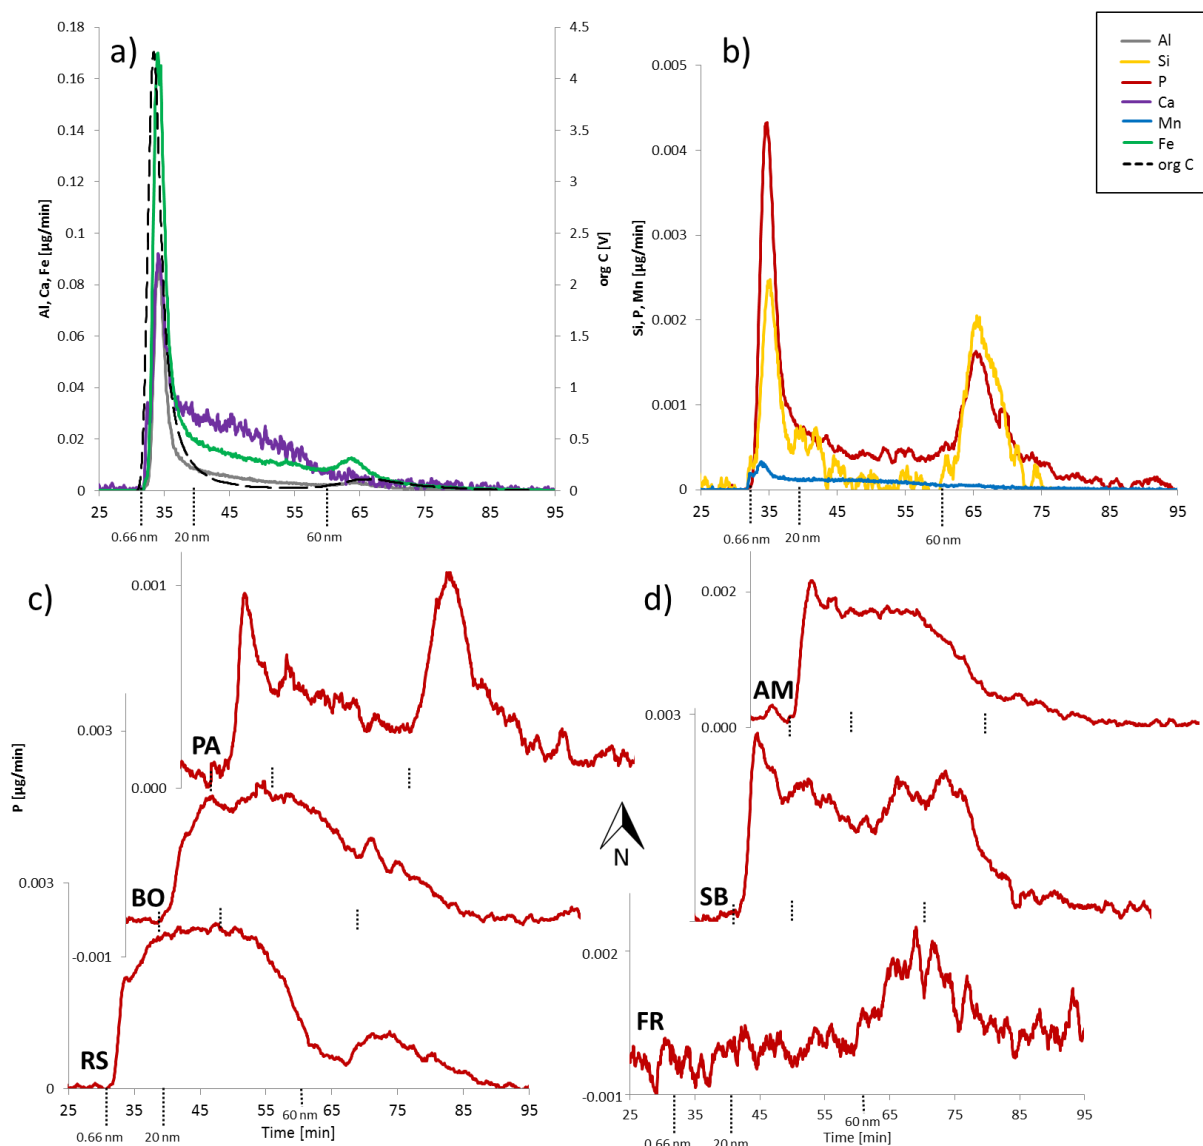 a)
0.18
0.16
0.14
0.12
0.1
0.08
0.06
0.04
0.02
0
Al, Ca, Fe [µg/min]
4.5
4
3.5
3
2.5
2
1.5
1
0.5
0
org C [V]
25 35 45 55 65 75 85 95
0.66 nm 20 nm 60 nm
b)
0.005
0.004
0.003
0.002
0.001
0
Si, P, Mn [µg/min]
25 35 45 55 65 75 85 95
0.66 nm 20 nm 60 nm
Al
Si
P
Ca
Mn
Fe
org C
c)
0.001
PA
0.000
0.003
BO
-0.001
0.003
RS
0
P [µg/min]
25 35 45 55 65 75 85 95
0.66 nm 20 nm 60 nm
Time [min]
N
d)
0.002
AM
0.000
0.003
SB
0.002
FR
-0.001
25 35 45 55 65 75 85 95
0.66 nm 20 nm 60 nm
Time [min]